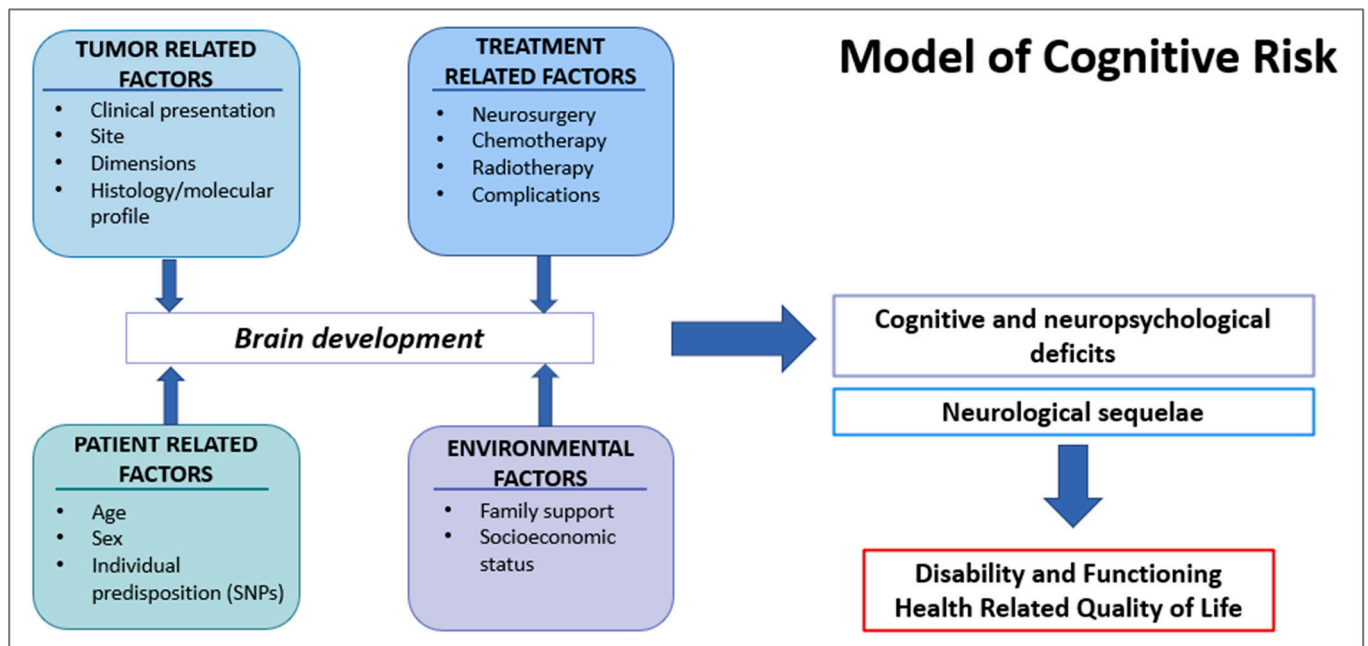 Model of Cognitive Risk
TUMOR RELATED
FACTORS
• Clinical presentation
• Site
• Dimensions
• Histology/molecular
profile
TREATMENT
RELATED FACTORS
• Neurosurgery
• Chemotherapy
• Radiotherapy
• Complications
Brain development
PATIENT RELATED
FACTORS
• Age
• Sex
• Individual
predisposition (SNPs)
ENVIRONMENTAL
FACTORS
• Family support
• Socioeconomic
status
Cognitive and neuropsychological
deficits
Neurological sequelae
Disability and Functioning
Health Related Quality of Life